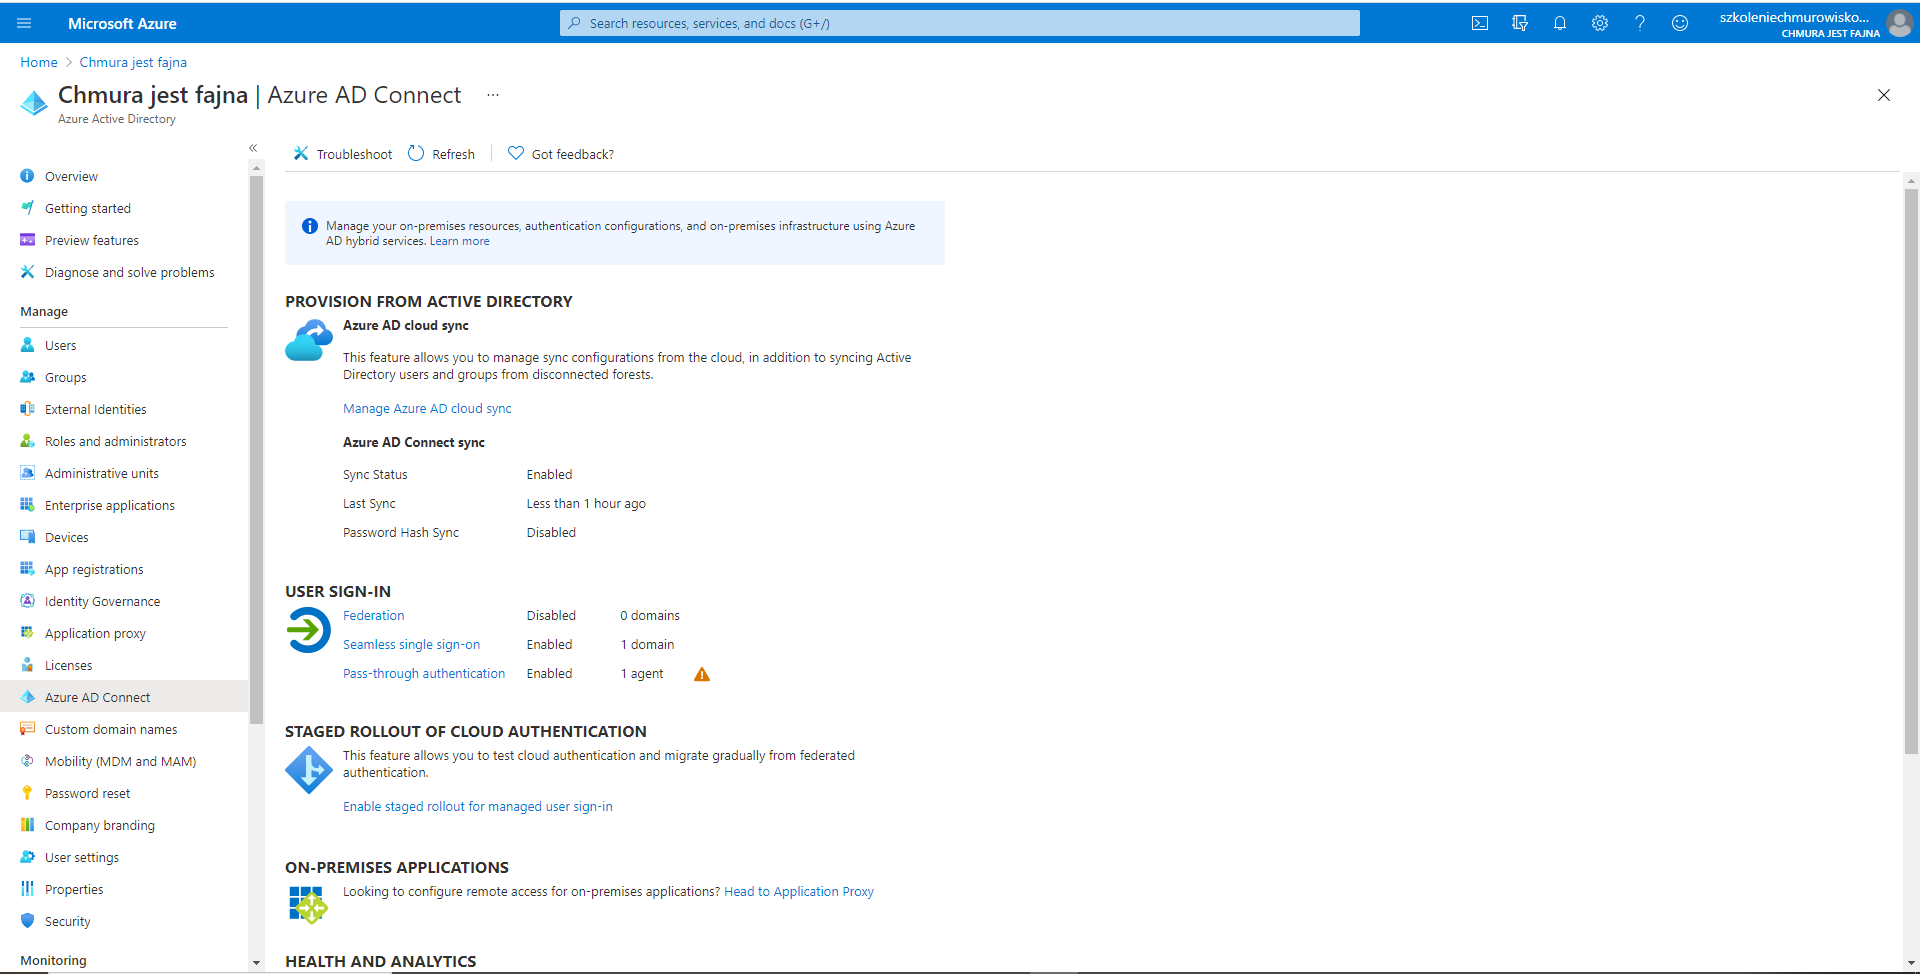 Microsoft Azure
Search resources, services, and docs (G+/)
szkoleniechmurowisko...
CHMURA JEST FAJNA
Home > Chmura jest fajna
Chmura jest fajna | Azure AD Connect ...
Azure Active Directory
Troubleshoot Refresh Got feedback?
Overview
Getting started
Preview features
Diagnose and solve problems
Manage
Users
Groups
External Identities
Roles and administrators
Administrative units
Enterprise applications
Devices
App registrations
Identity Governance
Application proxy
Licenses
Azure AD Connect
Custom domain names
Mobility (MDM and MAM)
Password reset
Company branding
User settings
Properties
Security
Monitoring
Manage your on-premises resources, authentication configurations, and on-premises infrastructure using Azure
AD hybrid services. Learn more
PROVISION FROM ACTIVE DIRECTORY
Azure AD cloud sync
This feature allows you to manage sync configurations from the cloud, in addition to syncing Active
Directory users and groups from disconnected forests.
Manage Azure AD cloud sync
Azure AD Connect sync
Sync Status Enabled
Last Sync Less than 1 hour ago
Password Hash Sync Disabled
USER SIGN-IN
Federation Disabled 0 domains
Seamless single sign-on Enabled 1 domain
Pass-through authentication Enabled 1 agent
STAGED ROLLOUT OF CLOUD AUTHENTICATION
This feature allows you to test cloud authentication and migrate gradually from federated
authentication.
Enable staged rollout for managed user sign-in
ON-PREMISES APPLICATIONS
Looking to configure remote access for on-premises applications? Head to Application Proxy
HEALTH AND ANALYTICS